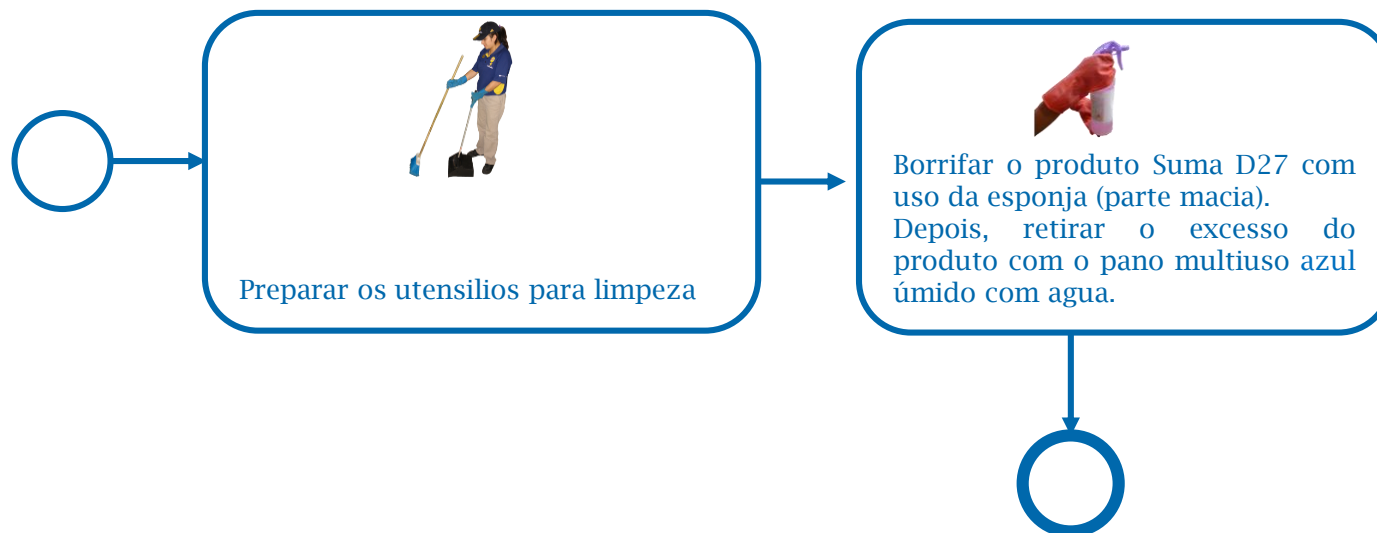 Preparar os utensilios para limpeza
Borrifar o produto Suma D27 com
uso da esponja (parte macia).
Depois, retirar o excesso do
produto com o pano multiuso azul
úmido com agua.